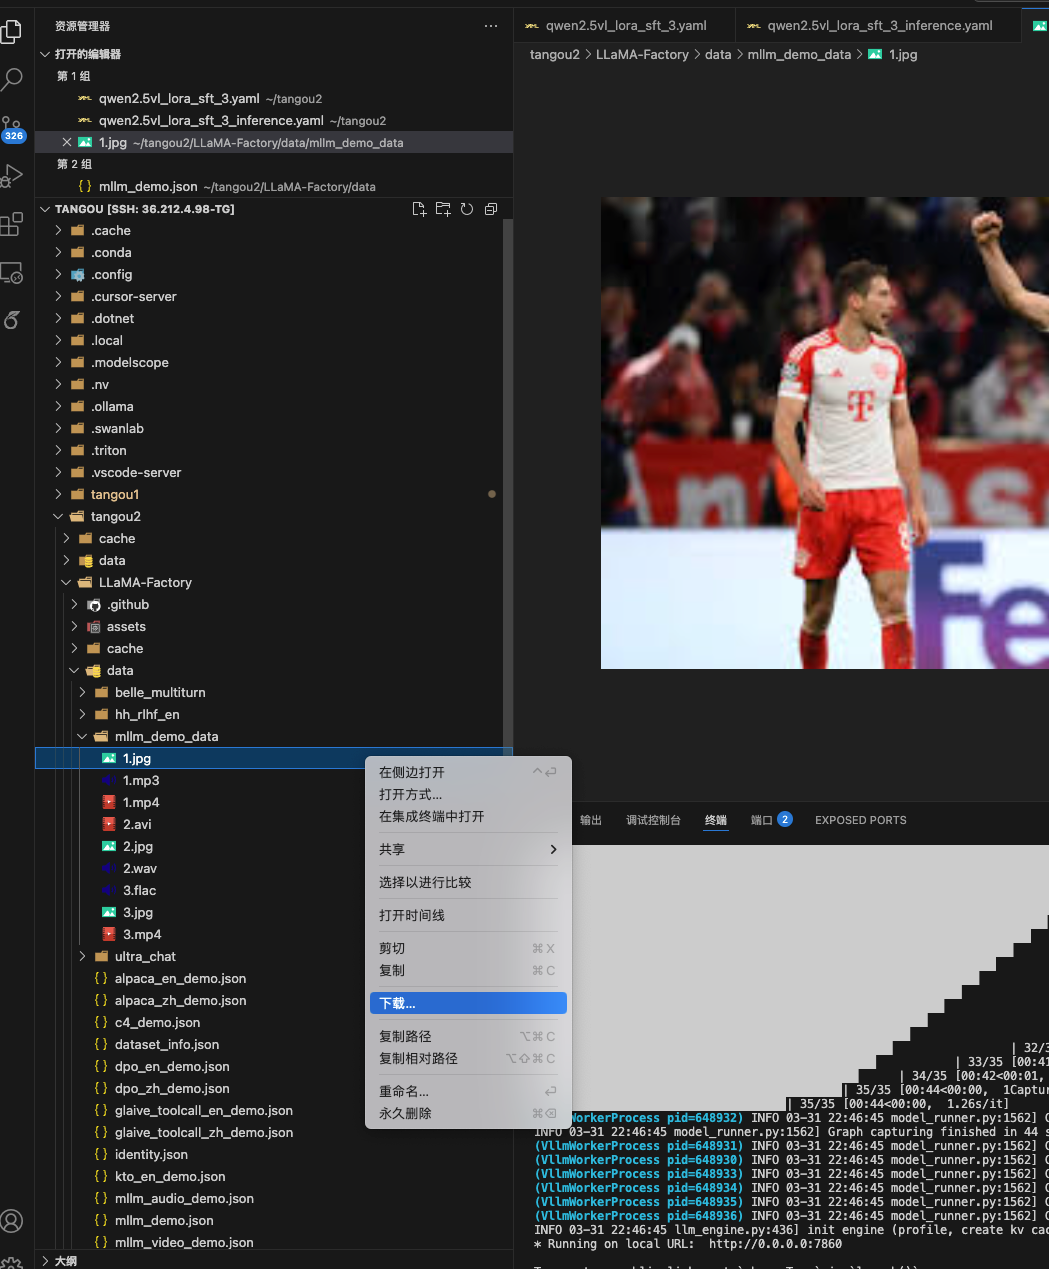 资源管理器
打开的编辑器
第 1 组
qwen2.5vl_lora_sft_3.yaml ~/tangou2
qwen2.5vl_lora_sft_3_inference.yaml ~/tangou2
1.jpg ~/tangou2/LLaMA-Factory/data/mllm_demo_data
第 2 组
mllm_demo.json ~/tangou2/LLaMA-Factory/data
326
TANGOU [SSH: 36.212.4.98-TG]
.cache
.conda
.config
.cursor-server
.dotnet
.local
.modelscope
.nv
.ollama
.swanlab
.triton
.vscode-server
tangou1
tangou2
cache
data
LLaMA-Factory
.github
assets
cache
data
belle_multiturn
hh_rlhf_en
mllm_demo_data
1.jpg
1.mp3
1.mp4
2.avi
2.jpg
2.wav
3.flac
3.jpg
3.mp4
ultra_chat
alpaca_en_demo.json
alpaca_zh_demo.json
c4_demo.json
dataset_info.json
dpo_en_demo.json
dpo_zh_demo.json
glaive_toolcall_en_demo.json
glaive_toolcall_zh_demo.json
identity.json
kto_en_demo.json
mllm_audio_demo.json
mllm_demo.json
mllm_video_demo.json
大纲
qwen2.5vl_lora_sft_3.yaml
qwen2.5vl_lora_sft_3_inference.yaml
tangou2 > LLaMA-Factory > data > mllm_demo_data > 1.jpg
T
Fe
在侧边打开 ^⏎
打开方式...
在集成终端中打开
共享
选择以进行比较
打开时间线
剪切 ⌘X
复制 ⌘C
下载...
复制路径 ⌥⌘C
复制相对路径 ⌥⇧⌘C
重命名... ⏎
永久删除 ⌘⌫
输出 调试控制台 终端 端口 2 EXPOSED PORTS
| 32/3
| 33/35 [00:41
| 34/35 [00:42<00:01,
| 35/35 [00:44<00:00, 1Captur
| 35/35 [00:44<00:00, 1.26s/it]
WorkerProcess pid=648932) INFO 03-31 22:46:45 model_runner.py:1562]
INFO 03-31 22:46:45 model_runner.py:1562] Graph capturing finished in 44 s
(VllmWorkerProcess pid=648931) INFO 03-31 22:46:45 model_runner.py:1562]
(VllmWorkerProcess pid=648930) INFO 03-31 22:46:45 model_runner.py:1562]
(VllmWorkerProcess pid=648933) INFO 03-31 22:46:45 model_runner.py:1562]
(VllmWorkerProcess pid=648934) INFO 03-31 22:46:45 model_runner.py:1562]
(VllmWorkerProcess pid=648935) INFO 03-31 22:46:45 model_runner.py:1562]
(VllmWorkerProcess pid=648936) INFO 03-31 22:46:45 model_runner.py:1562]
INFO 03-31 22:46:45 llm_engine.py:436] init engine (profile, create kv cac
* Running on local URL: http://0.0.0.0:7860